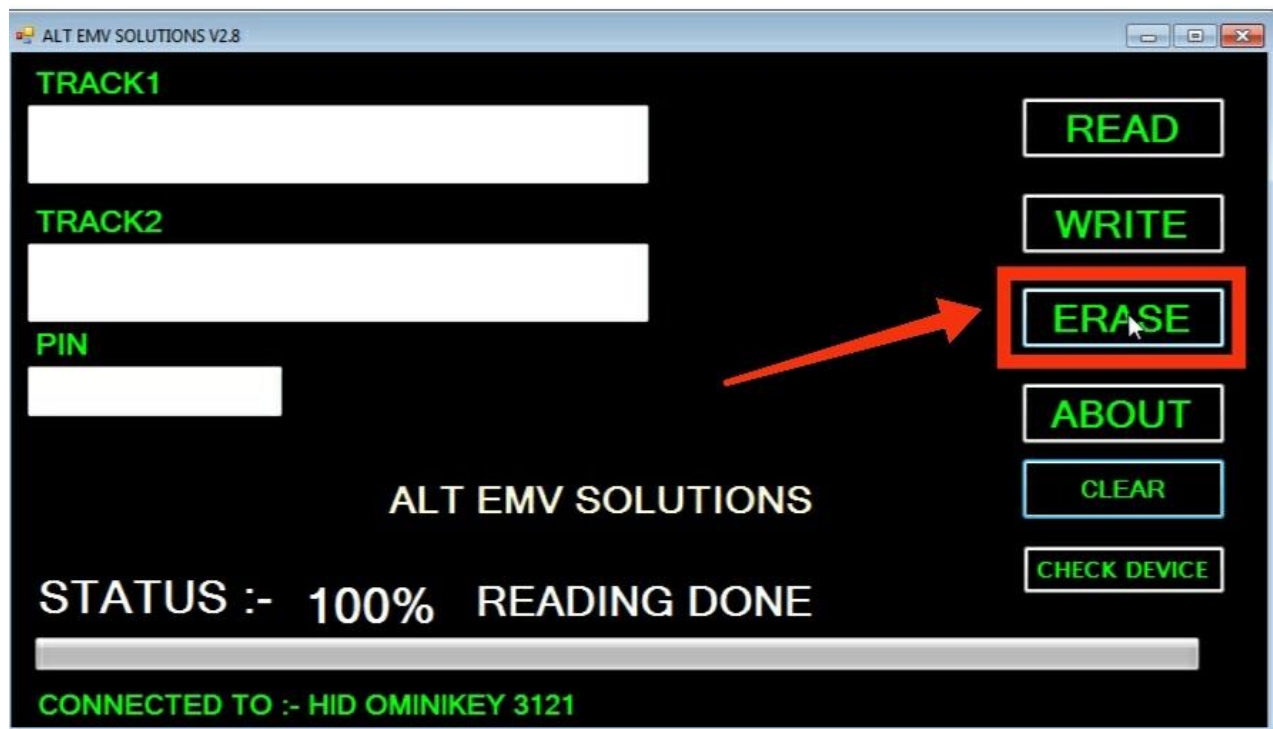 ALT EMV SOLUTIONS V2.8
TRACK1
READ
TRACK2
WRITE
ERASE
PIN
ABOUT
ALT EMV SOLUTIONS
CLEAR
CHECK DEVICE
STATUS :- 100% READING DONE
CONNECTED TO :- HID OMINIKEY 3121